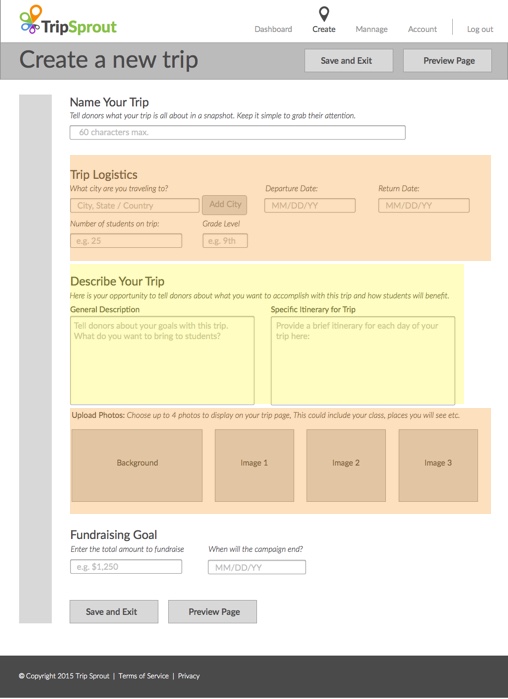 TripSprout
Dashboard Create Mannage Account Log out
Create a new trip
Save and Exit Preview Page
Name Your Trip
Tell donors what your trip is all about in a snapshot. Keep it simple to grab their attention.
60 characters max.
Trip Logistics
What city are you traveling to? Departure Date: Return Date:
City, State / Country Add City MM/DD/YY MM/DD/YY
Number of students on trip: Grade Level
e.g. 25 e.g. 9th
Describe Your Trip
Here is your opportunity to tell donors about what you want to accomplish with this trip and how students will benefit.
General Description Specific Itinerary for Trip
Tell donors about your goals with this trip. Provide a brief itinerary for each day of your
What do you want to bring to students? trip here:
Upload Photos: Choose up to 4 photos to display on your trip page, This could include your class, places you will see etc.
Background Image 1 Image 2 Image 3
Fundraising Goal
Enter the total amount to fundraise When will the campaign end?
e.g. $1,250 MM/DD/YY
Save and Exit Preview Page
© Copyright 2015 Trip Sprout | Terms of Service | Privacy